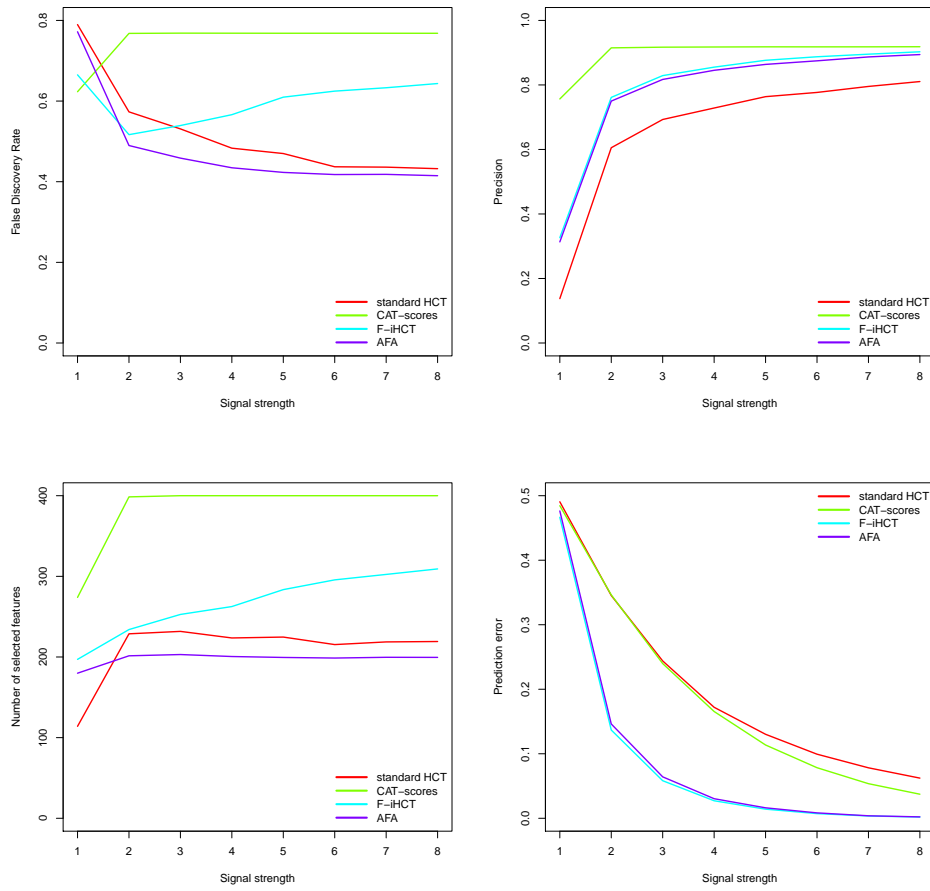 False Discovery Rate
0.8
0.6
0.4
0.2
0.0
standard HCT
CAT−scores
F−iHCT
AFA
1 2 3 4 5 6 7 8
Signal strength
Precision
1.0
0.8
0.6
0.4
0.2
0.0
standard HCT
CAT−scores
F−iHCT
AFA
1 2 3 4 5 6 7 8
Signal strength
Number of selected features
400
300
200
100
0
standard HCT
CAT−scores
F−iHCT
AFA
1 2 3 4 5 6 7 8
Signal strength
Prediction error
0.5
0.4
0.3
0.2
0.1
0.0
standard HCT
CAT−scores
F−iHCT
AFA
1 2 3 4 5 6 7 8
Signal strength